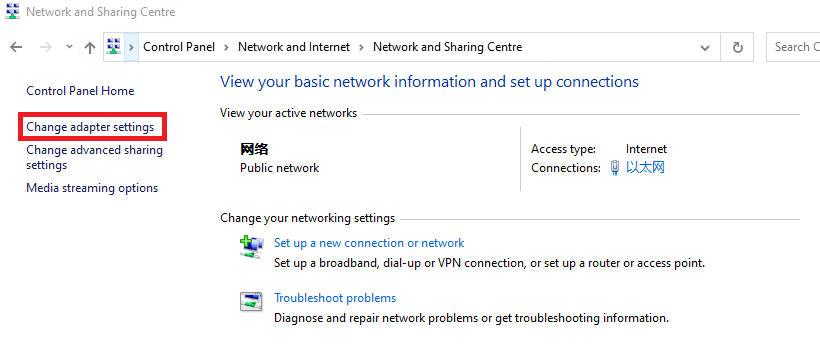 Network and Sharing Centre
Control Panel > Network and Internet > Network and Sharing Centre
Search C
Control Panel Home
Change adapter settings
Change advanced sharing
settings
Media streaming options
View your basic network information and set up connections
View your active networks
网络
Public network
Access type: Internet
Connections: 以太网
Change your networking settings
Set up a new connection or network
Set up a broadband, dial-up or VPN connection, or set up a router or access point.
Troubleshoot problems
Diagnose and repair network problems or get troubleshooting information.